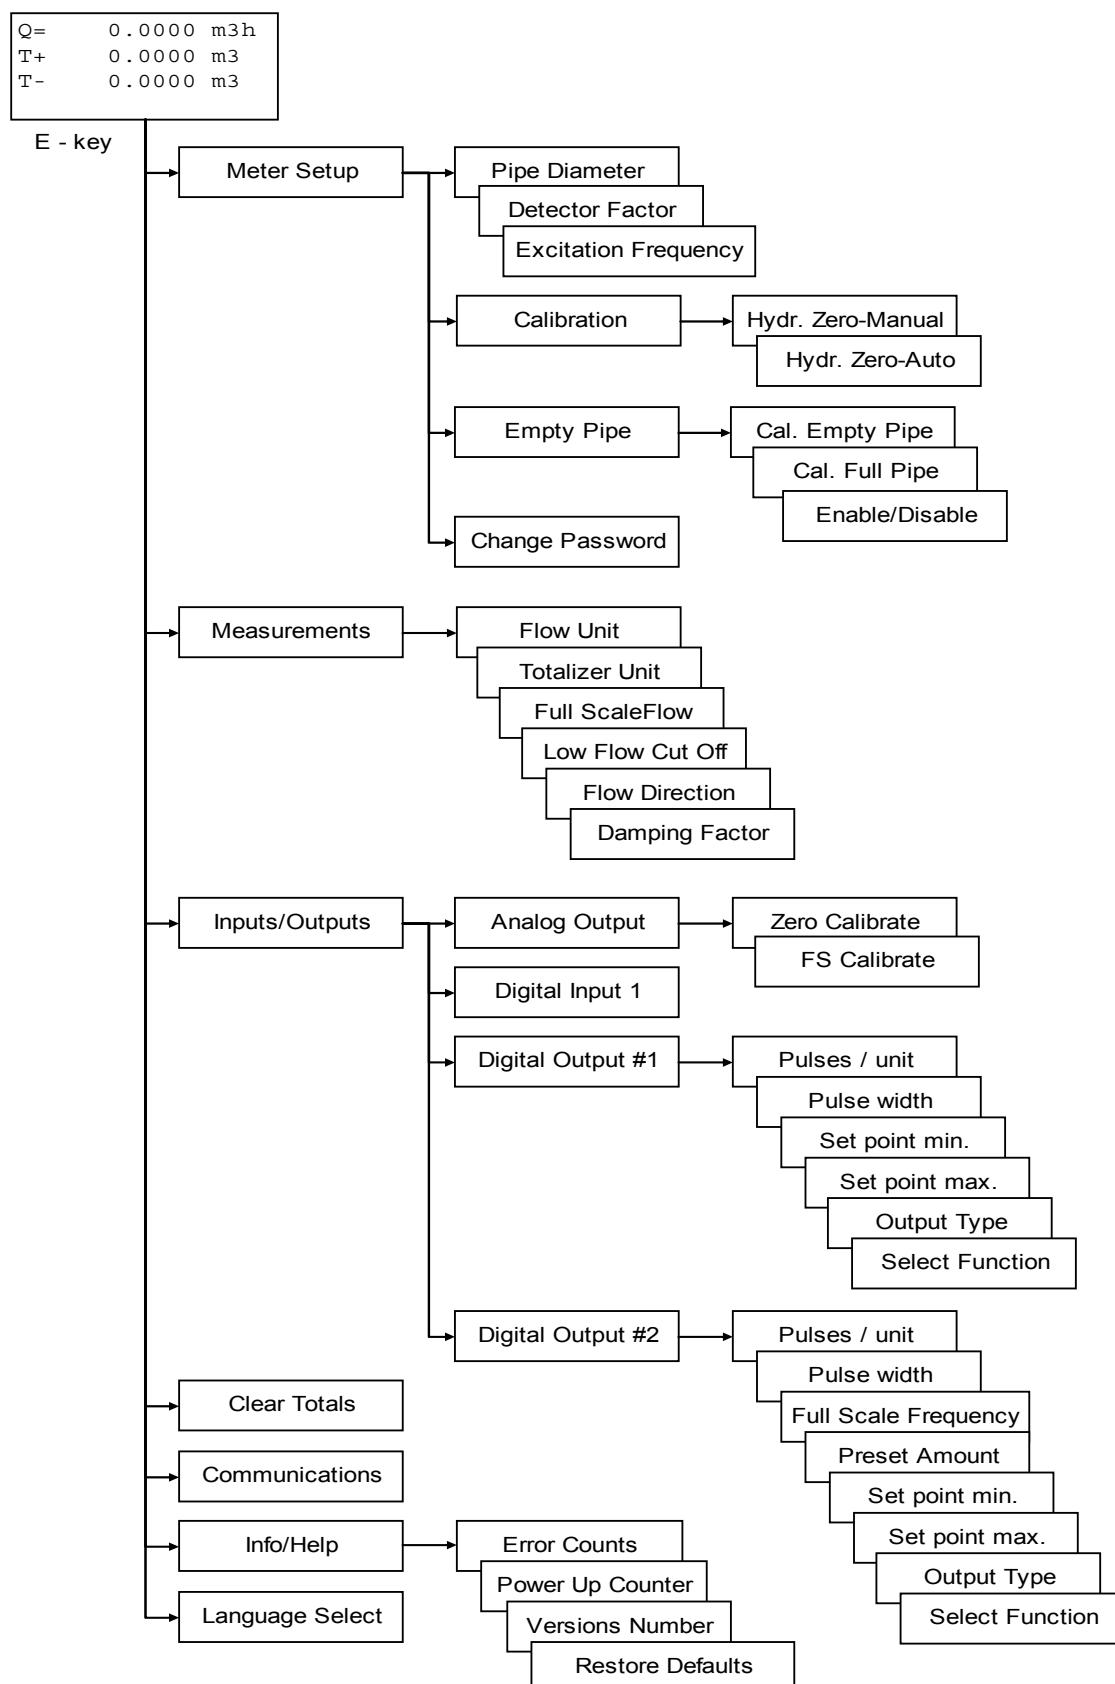 Q= 0.0000 m3h
T+ 0.0000 m3
T- 0.0000 m3
E - key
Meter Setup
Pipe Diameter
Detector Factor
Excitation Frequency
Calibration
Hydr. Zero-Manual
Hydr. Zero-Auto
Empty Pipe
Cal. Empty Pipe
Cal. Full Pipe
Enable/Disable
Change Password
Measurements
Flow Unit
Totalizer Unit
Full ScaleFlow
Low Flow Cut Off
Flow Direction
Damping Factor
Inputs/Outputs
Analog Output
Zero Calibrate
FS Calibrate
Digital Input 1
Digital Output #1
Pulses / unit
Pulse width
Set point min.
Set point max.
Output Type
Select Function
Digital Output #2
Pulses / unit
Pulse width
Full Scale Frequency
Preset Amount
Set point min.
Set point max.
Output Type
Select Function
Clear Totals
Communications
Info/Help
Error Counts
Power Up Counter
Versions Number
Restore Defaults
Language Select